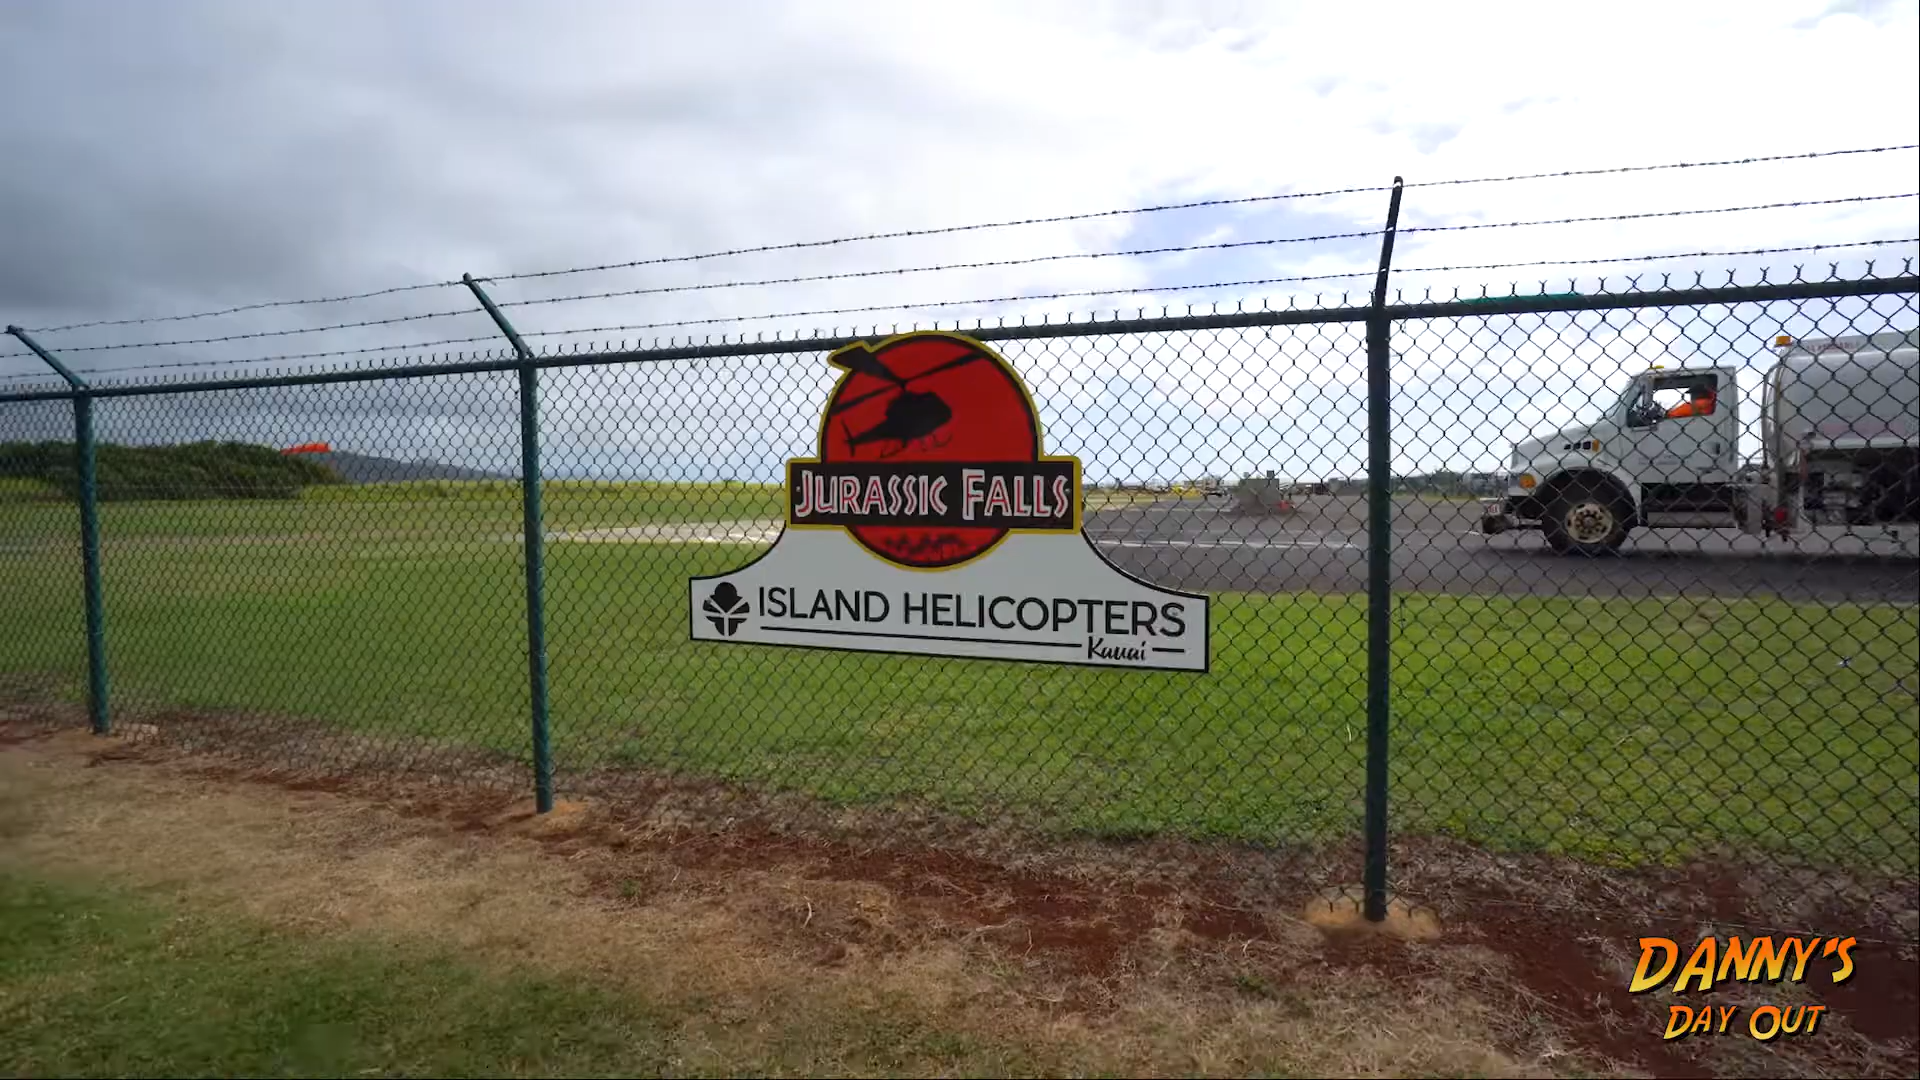 JURASSIC FALLS
ISLAND HELICOPTERS
Kauai
DANNY'S
DAY OUT